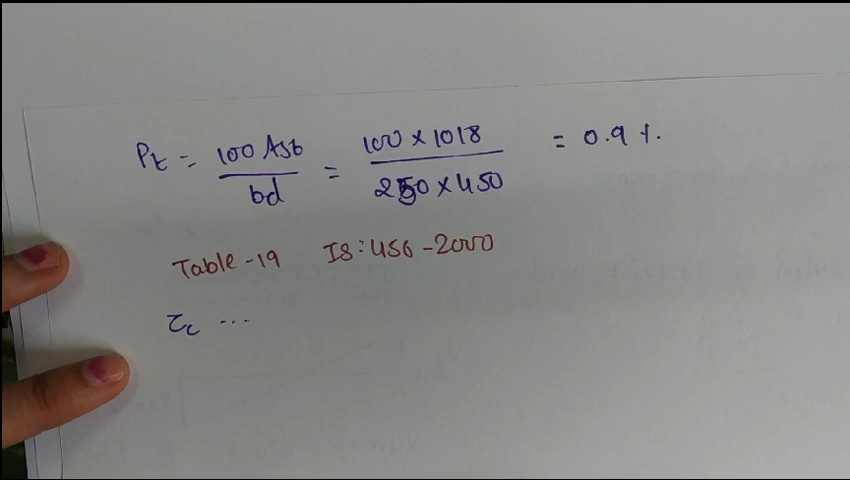 Pt = 100 Ast / bd = 100 × 1018 / 250 × 450 = 0.9 %.
Table-19 IS:456-2000
τc ...